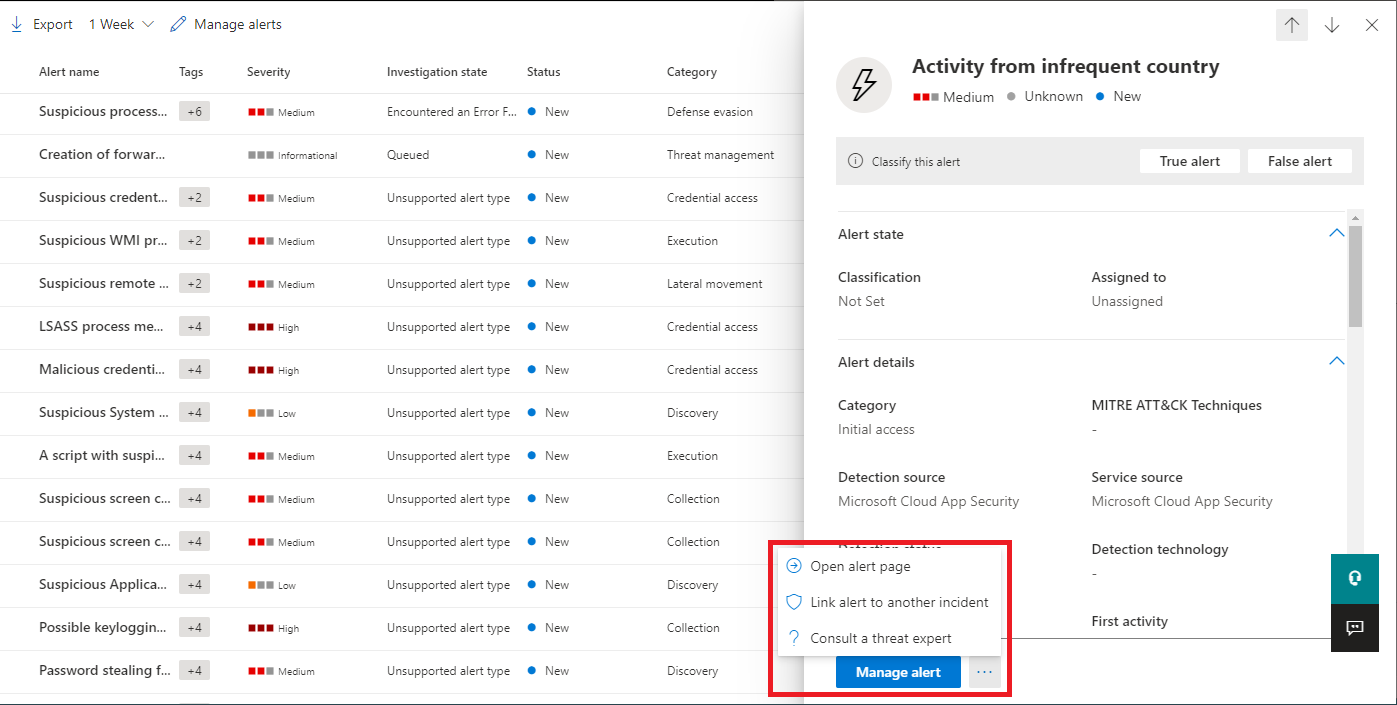 Export 1 Week Manage alerts
Alert name Tags Severity Investigation state Status Category
Suspicious process... +6 Medium Encountered an Error F... New Defense evasion
Creation of forwar... Informational Queued New Threat management
Suspicious credent... +2 Medium Unsupported alert type New Credential access
Suspicious WMI pr... +2 Medium Unsupported alert type New Execution
Suspicious remote ... +2 Medium Unsupported alert type New Lateral movement
LSASS process me... +4 High Unsupported alert type New Credential access
Malicious credenti... +4 High Unsupported alert type New Credential access
Suspicious System ... +4 Low Unsupported alert type New Discovery
A script with suspi... +4 Medium Unsupported alert type New Execution
Suspicious screen c... +4 Medium Unsupported alert type New Collection
Suspicious screen c... +4 Medium Unsupported alert type New Collection
Suspicious Applica... +4 Low Unsupported alert type New Discovery
Possible keyloggin... +4 High Unsupported alert type New Collection
Password stealing f... +4 Medium Unsupported alert type New Discovery
Activity from infrequent country
Medium Unknown New
Classify this alert True alert False alert
Alert state
Classification Assigned to
Not Set Unassigned
Alert details
Category MITRE ATT&CK Techniques
Initial access -
Detection source Service source
Microsoft Cloud App Security Microsoft Cloud App Security
Detection status Detection technology
-
First activity
Open alert page
Link alert to another incident
? Consult a threat expert
Manage alert ...